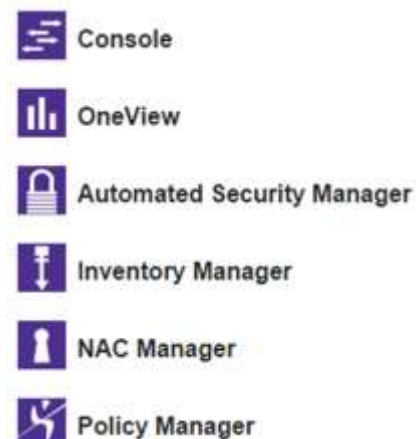 Console
OneView
Automated Security Manager
Inventory Manager
NAC Manager
Policy Manager